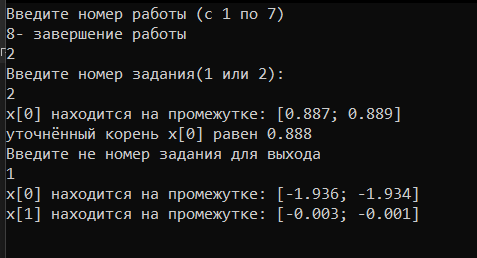 Введите номер работы (с 1 по 7)
8- завершение работы
2
Введите номер задания(1 или 2):
2
x[0] находится на промежутке: [0.887; 0.889]
уточнённый корень x[0] равен 0.888
Введите не номер задания для выхода
1
x[0] находится на промежутке: [-1.936; -1.934]
x[1] находится на промежутке: [-0.003; -0.001]